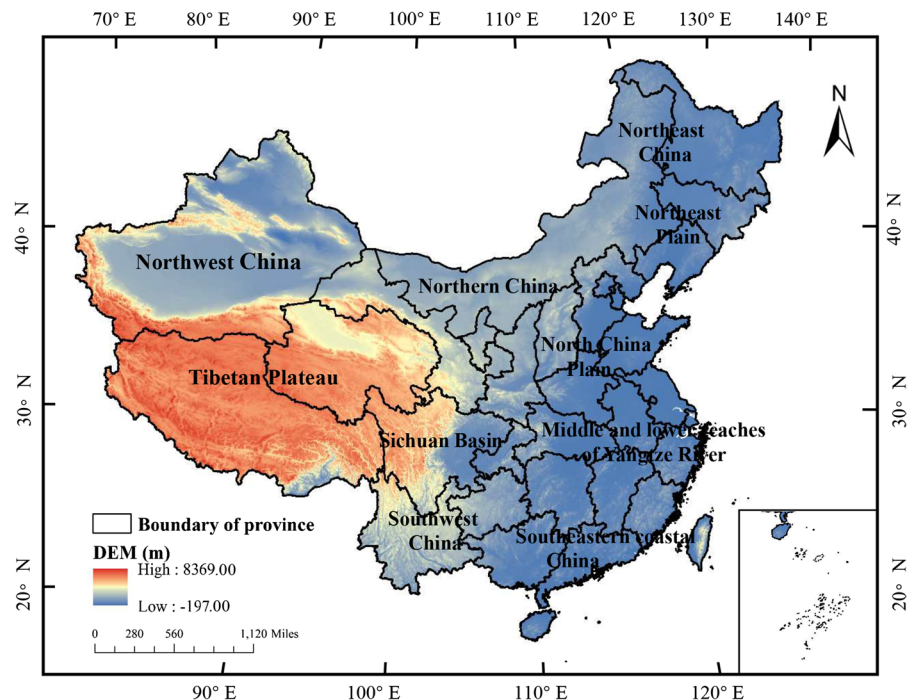 70° E 80° E 90° E 100° E 110° E 120° E 130° E 140° E
N
Northeast
China
Northeast
Plain
40° N
40° N
Northwest China
Northern China
North China
Plain
Tibetan Plateau
30° N
30° N
Sichuan Basin
Middle and lower reaches
of Yangtze River
Southwest
China
Southeastern coastal
China
Boundary of province
DEM (m)
High : 8369.00
Low : -197.00
20° N
20° N
0 280 560 1,120 Miles
90° E 100° E 110° E 120° E